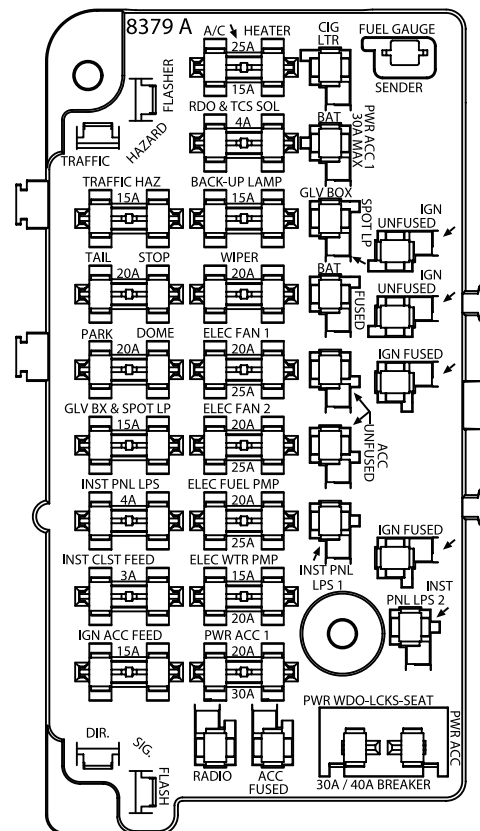 8379 A
A/C HEATER
25A
15A
CIG
LTR
FUEL GAUGE
SENDER
FLASHER
HAZARD
TRAFFIC
RDO & TCS SOL
4A
BAT
PWR ACC 1
30A MAX
TRAFFIC HAZ
15A
BACK-UP LAMP
15A
GLV BOX
SPOT LP
IGN
UNFUSED
TAIL STOP
20A
WIPER
20A
BAT
FUSED
IGN
UNFUSED
PARK DOME
20A
ELEC FAN 1
20A
25A
IGN FUSED
GLV BX & SPOT LP
15A
ELEC FAN 2
20A
25A
ACC
UNFUSED
INST PNL LPS
4A
ELEC FUEL PMP
20A
25A
IGN FUSED
INST CLST FEED
3A
ELEC WTR PMP
15A
20A
INST PNL
LPS 1
INST
PNL LPS 2
IGN ACC FEED
15A
PWR ACC 1
20A
30A
PWR WDO-LCKS-SEAT
PWR ACC
30A / 40A BREAKER
DIR.
SIG.
FLASH
RADIO
ACC
FUSED